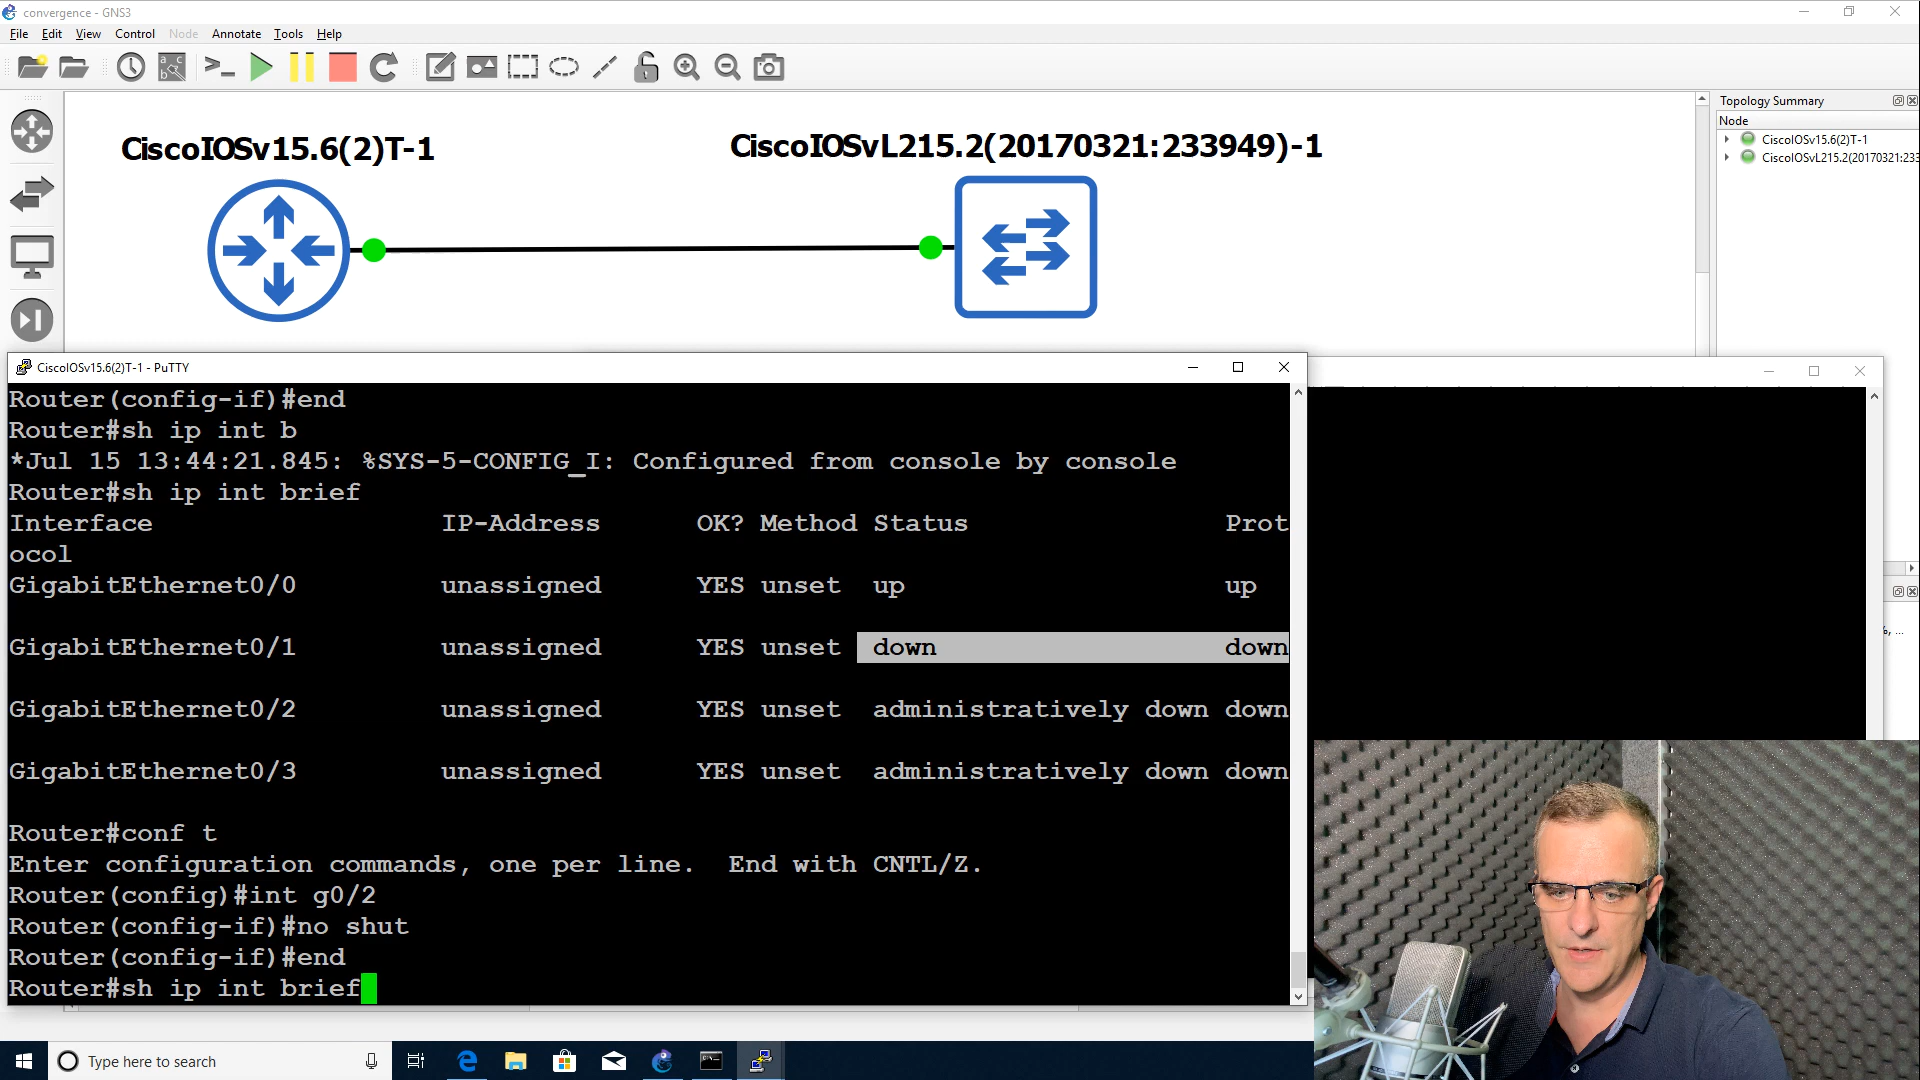 convergence - GNS3
File Edit View Control Node Annotate Tools Help
Topology Summary
Node
CiscoIOSv15.6(2)T-1
CiscoIOSvL215.2(20170321:233
CiscoIOSv15.6(2)T-1
CiscoIOSvL215.2(20170321:233949)-1
CiscoIOSv15.6(2)T-1 - PuTTY
Router(config-if)#end
Router#sh ip int b
*Jul 15 13:44:21.845: %SYS-5-CONFIG_I: Configured from console by console
Router#sh ip int brief
Interface IP-Address OK? Method Status Prot
ocol
GigabitEthernet0/0 unassigned YES unset up up
GigabitEthernet0/1 unassigned YES unset down down
GigabitEthernet0/2 unassigned YES unset administratively down down
GigabitEthernet0/3 unassigned YES unset administratively down down
Router#conf t
Enter configuration commands, one per line. End with CNTL/Z.
Router(config)#int g0/2
Router(config-if)#no shut
Router(config-if)#end
Router#sh ip int brief
Type here to search